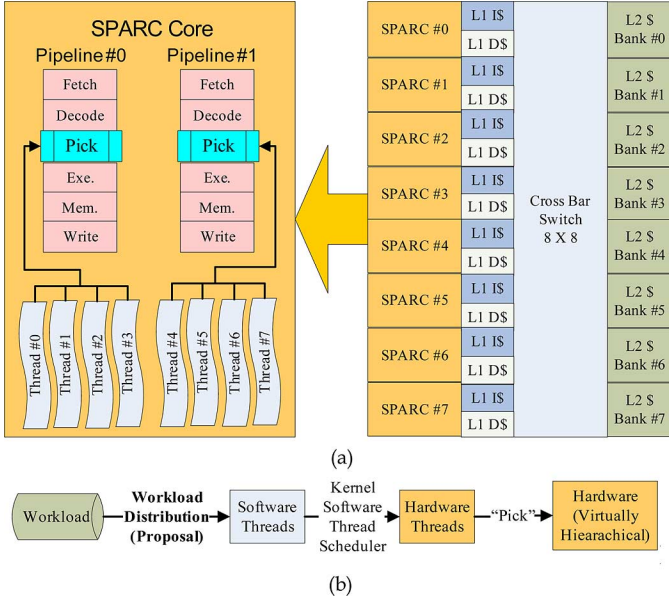 SPARC Core
Pipeline #0
Pipeline #1
Fetch
Decode
Pick
Exe.
Mem.
Write
Fetch
Decode
Pick
Exe.
Mem.
Write
Thread #0
Thread #1
Thread #2
Thread #3
Thread #4
Thread #5
Thread #6
Thread #7
SPARC #0
L1 I$
L1 D$
SPARC #1
L1 I$
L1 D$
SPARC #2
L1 I$
L1 D$
SPARC #3
L1 I$
L1 D$
SPARC #4
L1 I$
L1 D$
SPARC #5
L1 I$
L1 D$
SPARC #6
L1 I$
L1 D$
SPARC #7
L1 I$
L1 D$
Cross Bar
Switch
8 X 8
L2 $
Bank #0
L2 $
Bank #1
L2 $
Bank #2
L2 $
Bank #3
L2 $
Bank #4
L2 $
Bank #5
L2 $
Bank #6
L2 $
Bank #7
(a)
Workload
Workload
Distribution
(Proposal)
Software
Threads
Kernel
Software
Thread
Scheduler
Hardware
Threads
“Pick”
Hardware
(Virtually
Hiearachical)
(b)